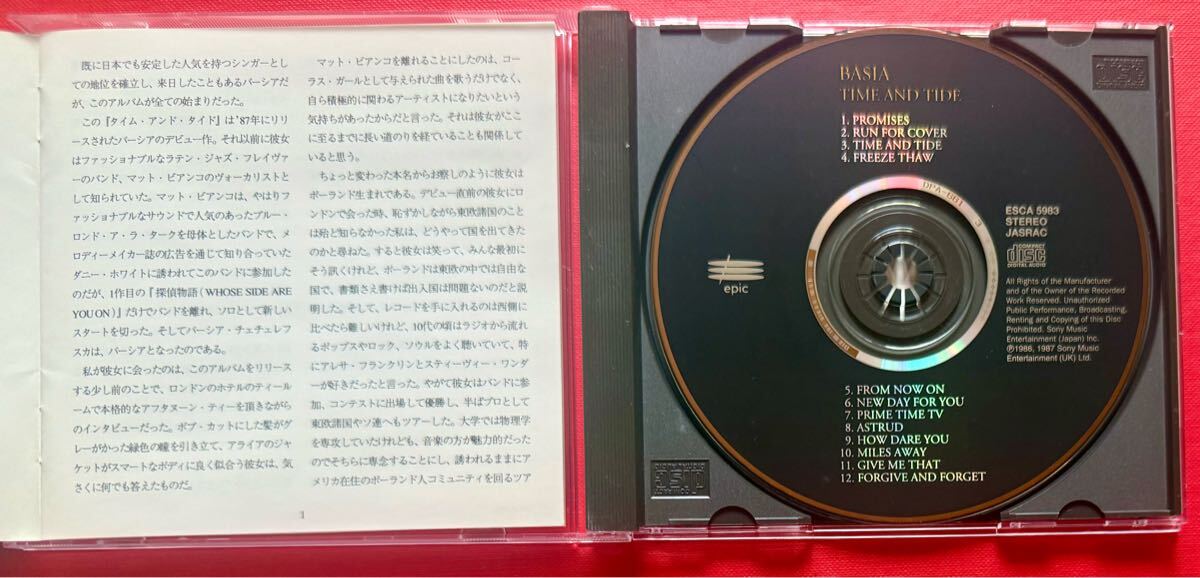 既に日本でも安定した人気を持つシンガーとし
ての地位を確立し、来日したこともあるバーシアだ
が、このアルバムが全ての始まりだった。
この『タイム・アンド・タイド』は'87年にリリ
ースされたバーシアのデビュー作。それ以前に彼女
はファッショナブルなラテン・ジャズ・フレイヴァ
ーのバンド、マット・ビアンコのヴォーカリストと
して知られていた。マット・ビアンコは、やはりフ
ァッショナブルなサウンドで人気のあったブルー・
ロンド・ア・ラ・タークを母体としたバンドで、メ
ロディーメイカー誌の広告を通じて知り合っていた
ダニー・ホワイトに誘われてこのバンドに参加した
のだが、1作目の『探偵物語(WHOSE SIDE ARE
YOU ON)』だけでバンドを離れ、ソロとして新しい
スタートを切った。そしてバーシア・チェチェレフ
スカは、バーシアとなったのである。
私が彼女に会ったのは、このアルバムをリリース
する少し前のことで、ロンドンのホテルのティール
ームで本格的なアフタヌーン・ティーを頂きながら
のインタビューだった。ボブ・カットにした髪がグ
レーがかった緑色の瞳を引き立て、アライアのジャ
ケットがスマートなボディに良く似合う彼女は、気
さくに何でも答えたものだ。
マット・ビアンコを離れることにしたのは、コー
ラス・ガールとして与えられた曲を歌うだけでなく、
自ら積極的に関わるアーティストになりたいという
気持ちがあったからだと言った。それは彼女がここ
に至るまでに長い道のりを経ていることも関係して
いると思う。
ちょっと変わった本名からお察しのように彼女は
ポーランド生まれである。デビュー直前の彼女にロ
ンドンで会った時、恥ずかしながら東欧諸国のこと
は殆ど知らなかった私は、どうやって国を出てきた
のかと尋ねた。すると彼女は笑って、みんな最初に
そう訊くけれど、ポーランドは東欧の中では自由な
国で、書類さえ書けば出入国は問題ないのだと説
明した。そして、レコードを手に入れるのは西側に
比べたら難しいけれど、10代の頃はラジオから流れ
るポップスやロック、ソウルをよく聴いていて、特
にアレサ・フランクリンとスティーヴィー・ワンダ
ーが好きだったと言った。やがて彼女はバンドに参
加、コンテストに出場して優勝し、半ばプロとして
東欧諸国やソ連へもツアーした。大学では物理学
を専攻していたけれども、音楽の方が魅力的だった
のでそちらに専念することにし、誘われるままにア
メリカ在住のポーランド人コミュニティを回るツア
1
BASIA
TIME AND TIDE
1. PROMISES
2. RUN FOR COVER
3. TIME AND TIDE
4. FREEZE THAW
DPA-601
3
ESCA 5983
STEREO
JASRAC
COMPACT
disc
DIGITAL AUDIO
epic
All Rights of the Manufacturer
and of the Owner of the Recorded
Work Reserved. Unauthorized
Public Performance, Broadcasting,
Renting and Copying of this Disc
Prohibited. Sony Music
Entertainment (Japan) Inc.
℗1986, 1987 Sony Music
Entertainment (UK) Ltd.
5. FROM NOW ON
6. NEW DAY FOR YOU
7. PRIME TIME TV
8. ASTRUD
9. HOW DARE YOU
10. MILES AWAY
11. GIVE ME THAT
12. FORGIVE AND FORGET